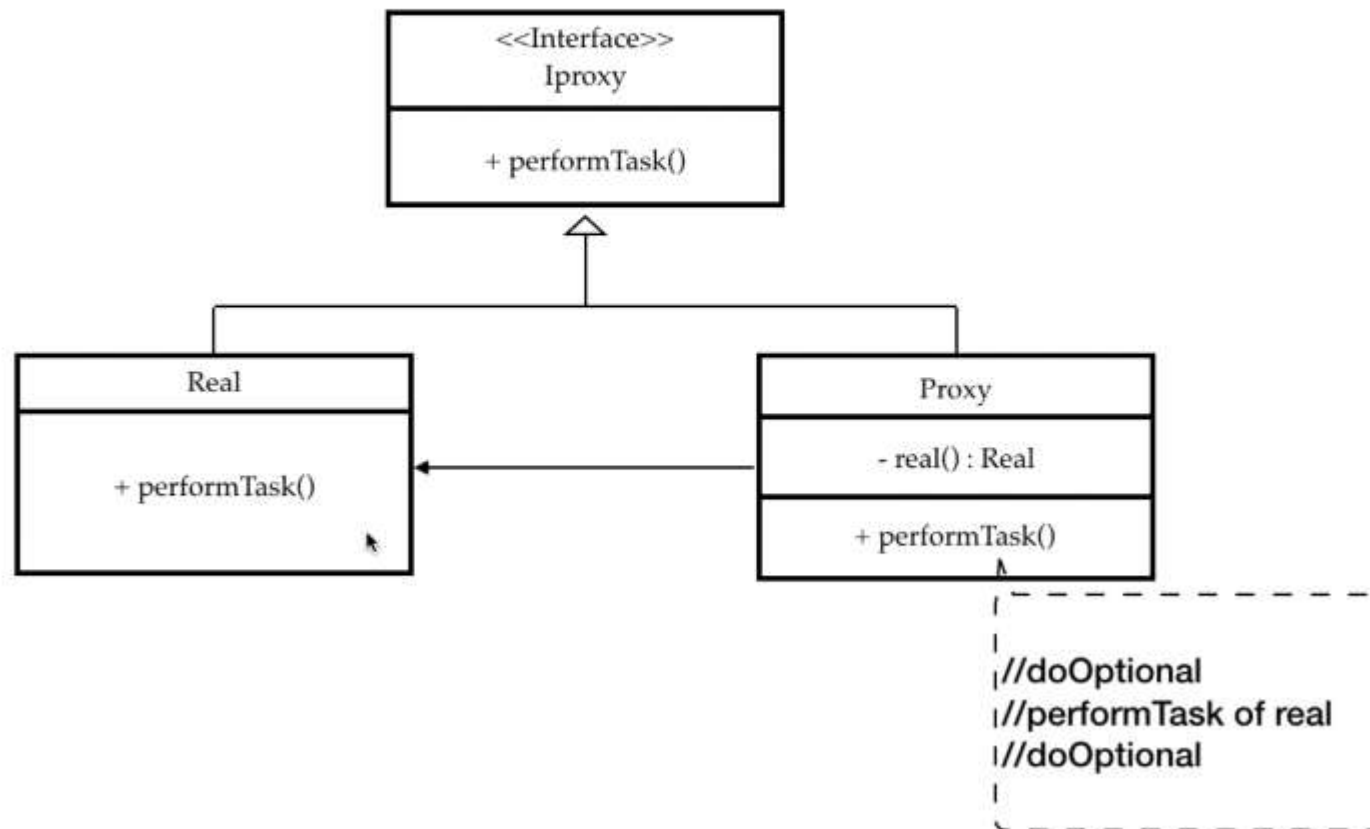 <<Interface>>
Iproxy
+ performTask()
Real
+ performTask()
Proxy
- real() : Real
+ performTask()
//doOptional
//performTask of real
//doOptional